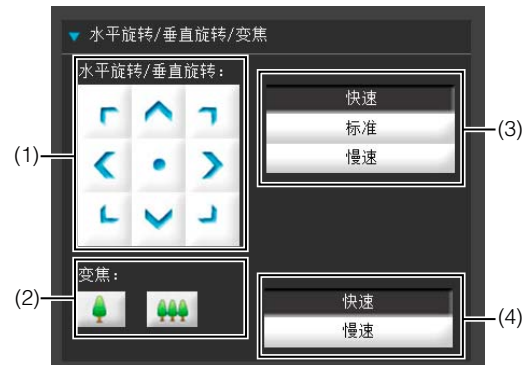 水平旋转/垂直旋转/变焦
水平旋转/垂直旋转:
(1)
快速
标准
慢速
(3)
变焦:
(2)
快速
慢速
(4)